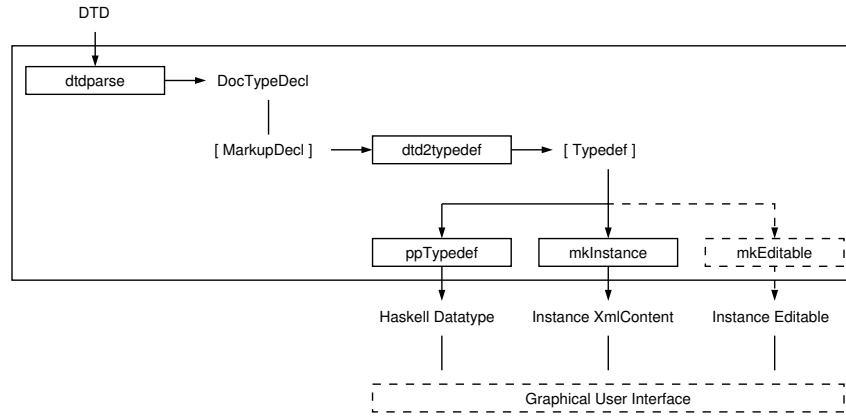 DTD
dtdparse
DocTypeDecl
[ MarkupDecl ]
dtd2typedef
[ Typedef ]
ppTypedef
mkInstance
mkEditable
Haskell Datatype
Instance XmlContent
Instance Editable
Graphical User Interface